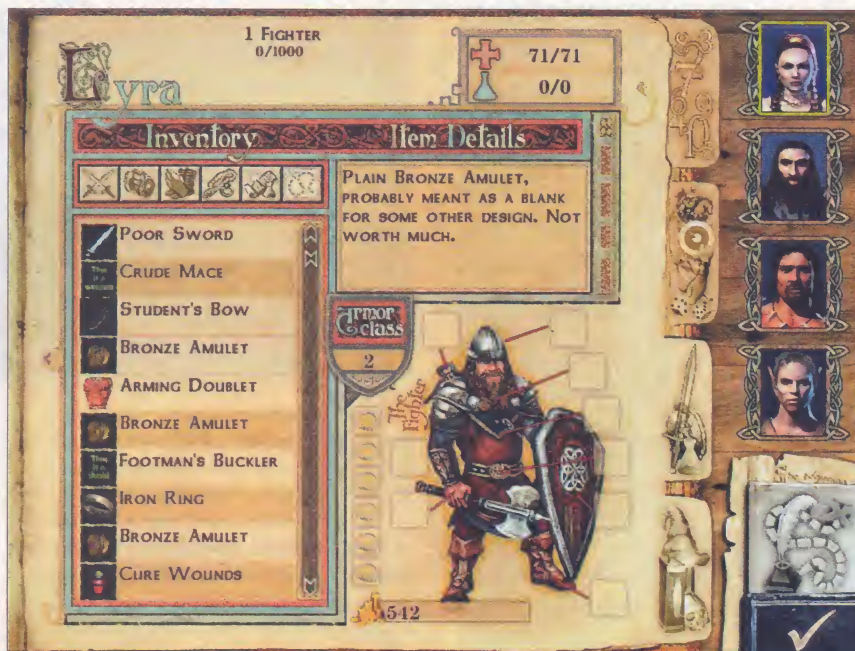 1 Fighter
0/1000
Lyra
71/71
0/0
Inventory
Item Details
Plain Bronze Amulet,
probably meant as a blank
for some other design. Not
worth much.
Poor Sword
Crude Mace
Student's Bow
Bronze Amulet
Arming Doublet
Bronze Amulet
Footman's Buckler
Iron Ring
Bronze Amulet
Cure Wounds
Armor
Class
2
The
Fighter
542